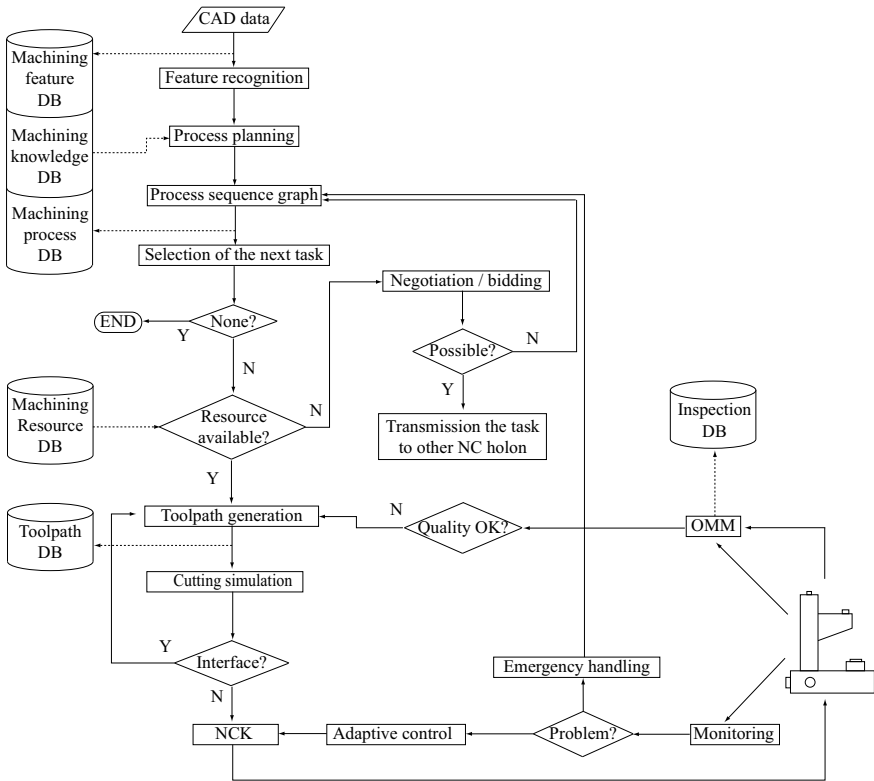 CAD data
Machining
feature
DB
Feature recognition
Machining
knowledge
DB
Process planning
Process sequence graph
Machining
process
DB
Selection of the next task
Negotiation / bidding
END
Y
None?
N
Possible?
N
Y
Machining
Resource
DB
Resource
available?
N
Transmission the task
to other NC holon
Inspection
DB
Y
Toolpath generation
N
Quality OK?
OMM
Toolpath
DB
Cutting simulation
Y
Interface?
N
Emergency handling
NCK
Adaptive control
Problem?
Monitoring